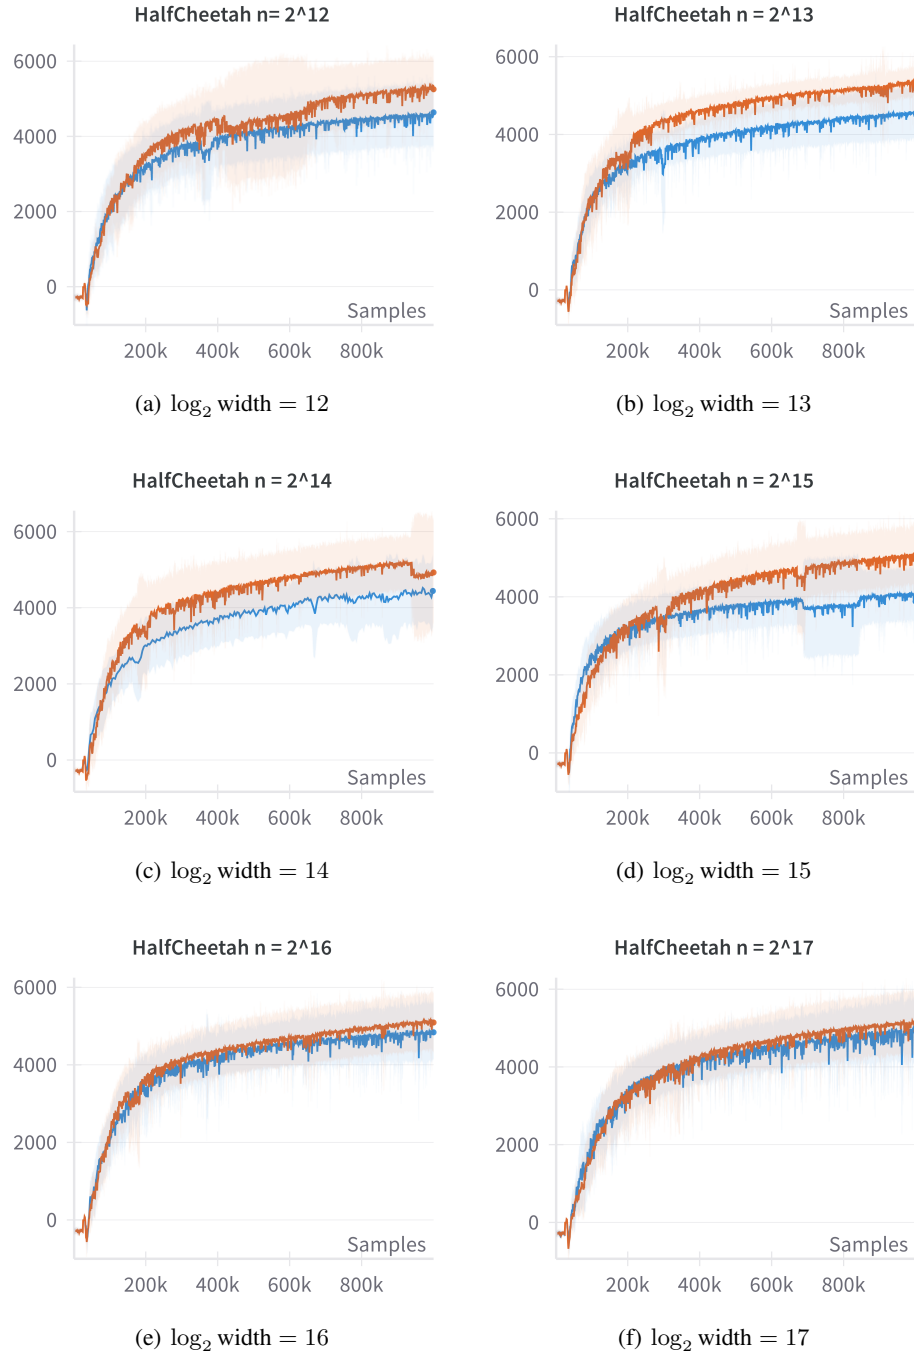 HalfCheetah n= 2^12
6000
4000
2000
0
Samples
200k 400k 600k 800k
(a) log₂ width = 12
HalfCheetah n = 2^13
6000
4000
2000
0
Samples
200k 400k 600k 800k
(b) log₂ width = 13
HalfCheetah n = 2^14
6000
4000
2000
0
Samples
200k 400k 600k 800k
(c) log₂ width = 14
HalfCheetah n = 2^15
6000
4000
2000
0
Samples
200k 400k 600k 800k
(d) log₂ width = 15
HalfCheetah n = 2^16
6000
4000
2000
0
Samples
200k 400k 600k 800k
(e) log₂ width = 16
HalfCheetah n = 2^17
6000
4000
2000
0
Samples
200k 400k 600k 800k
(f) log₂ width = 17